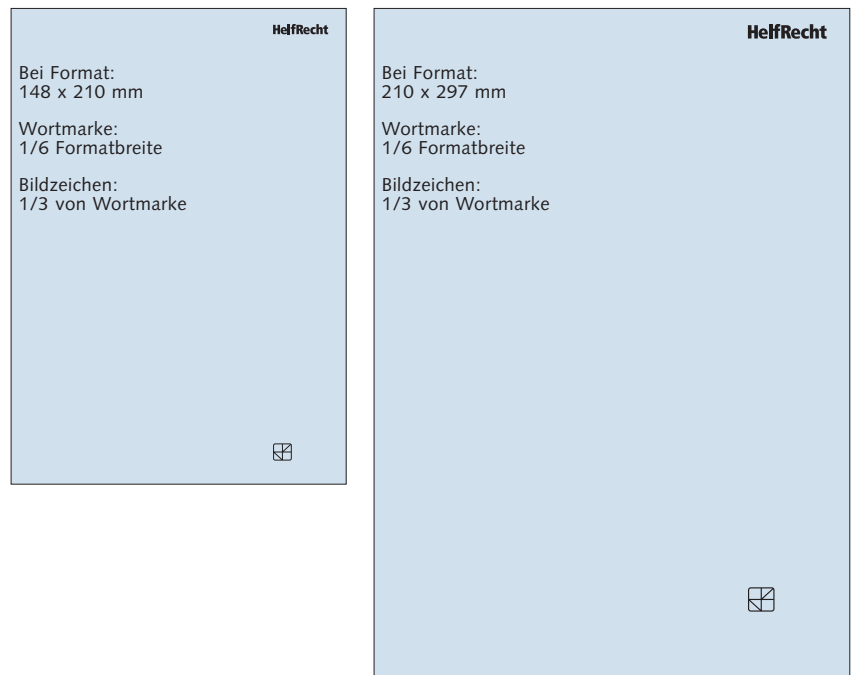 HelfRecht
Bei Format:
148 x 210 mm
Wortmarke:
1/6 Formatbreite
Bildzeichen:
1/3 von Wortmarke
HelfRecht
Bei Format:
210 x 297 mm
Wortmarke:
1/6 Formatbreite
Bildzeichen:
1/3 von Wortmarke